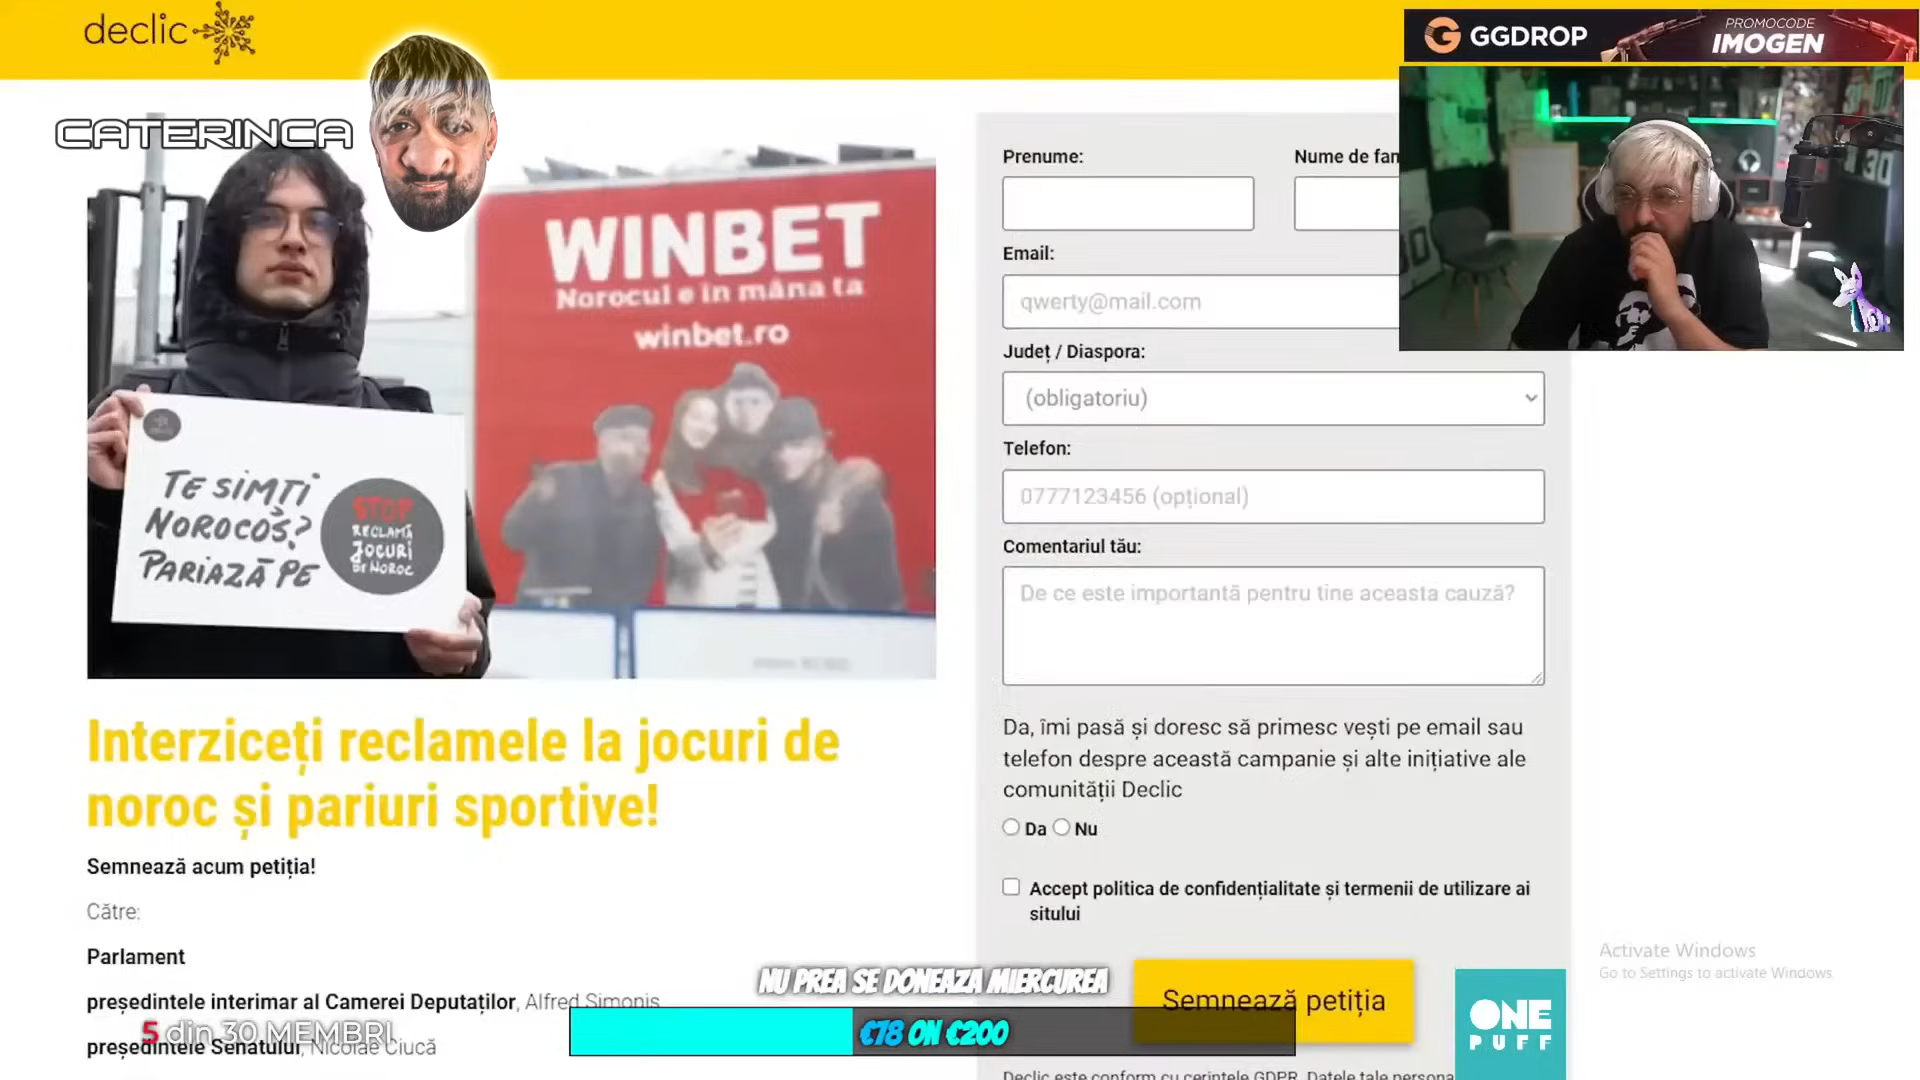 declic
GGDROP
PROMOCODE
IMOGEN
CATERINCA
WINBET
Norocul e în mâna ta
winbet.ro
TE SIMȚI
NOROCOS?
PARIAZĂ PE
STOP
RECLAMĂ
JOCURI
DE NOROC
Prenume:
Nume de fam
Email:
qwerty@mail.com
Județ / Diaspora:
(obligatoriu)
Telefon:
0777123456 (opțional)
Comentariul tău:
De ce este importantă pentru tine aceasta cauză?
Da, îmi pasă și doresc să primesc vești pe email sau
telefon despre această campanie și alte inițiative ale
comunității Declic
Da Nu
Accept politica de confidențialitate și termenii de utilizare ai
sitului
Semnează petiția
Declic este conform cu cerințele GDPR. Datele tale persona
Interziceți reclamele la jocuri de
noroc și pariuri sportive!
Semnează acum petiția!
Către:
Parlament
președintele interimar al Camerei Deputaților, Alfred Simonis
președintele Senatului, Nicolae Ciucă
5 din 30 MEMBRI
NU PREA SE DONEAZA MIERCUREA
€78 ON €200
Activate Windows
Go to Settings to activate Windows.
ONE
PUFF